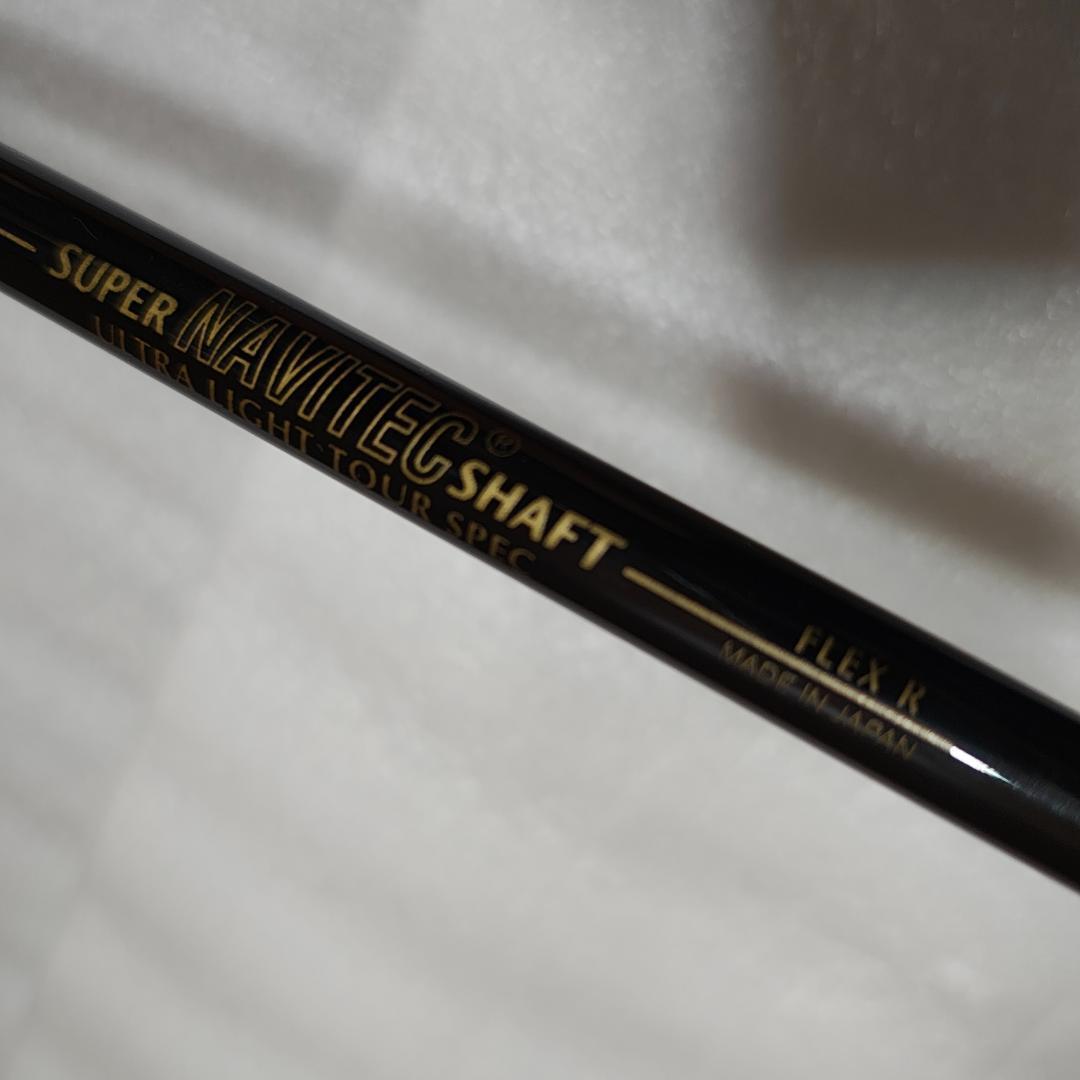 SUPER NAVITEC® SHAFT
ULTRA LIGHT TOUR SPEC
FLEX R
MADE IN JAPAN